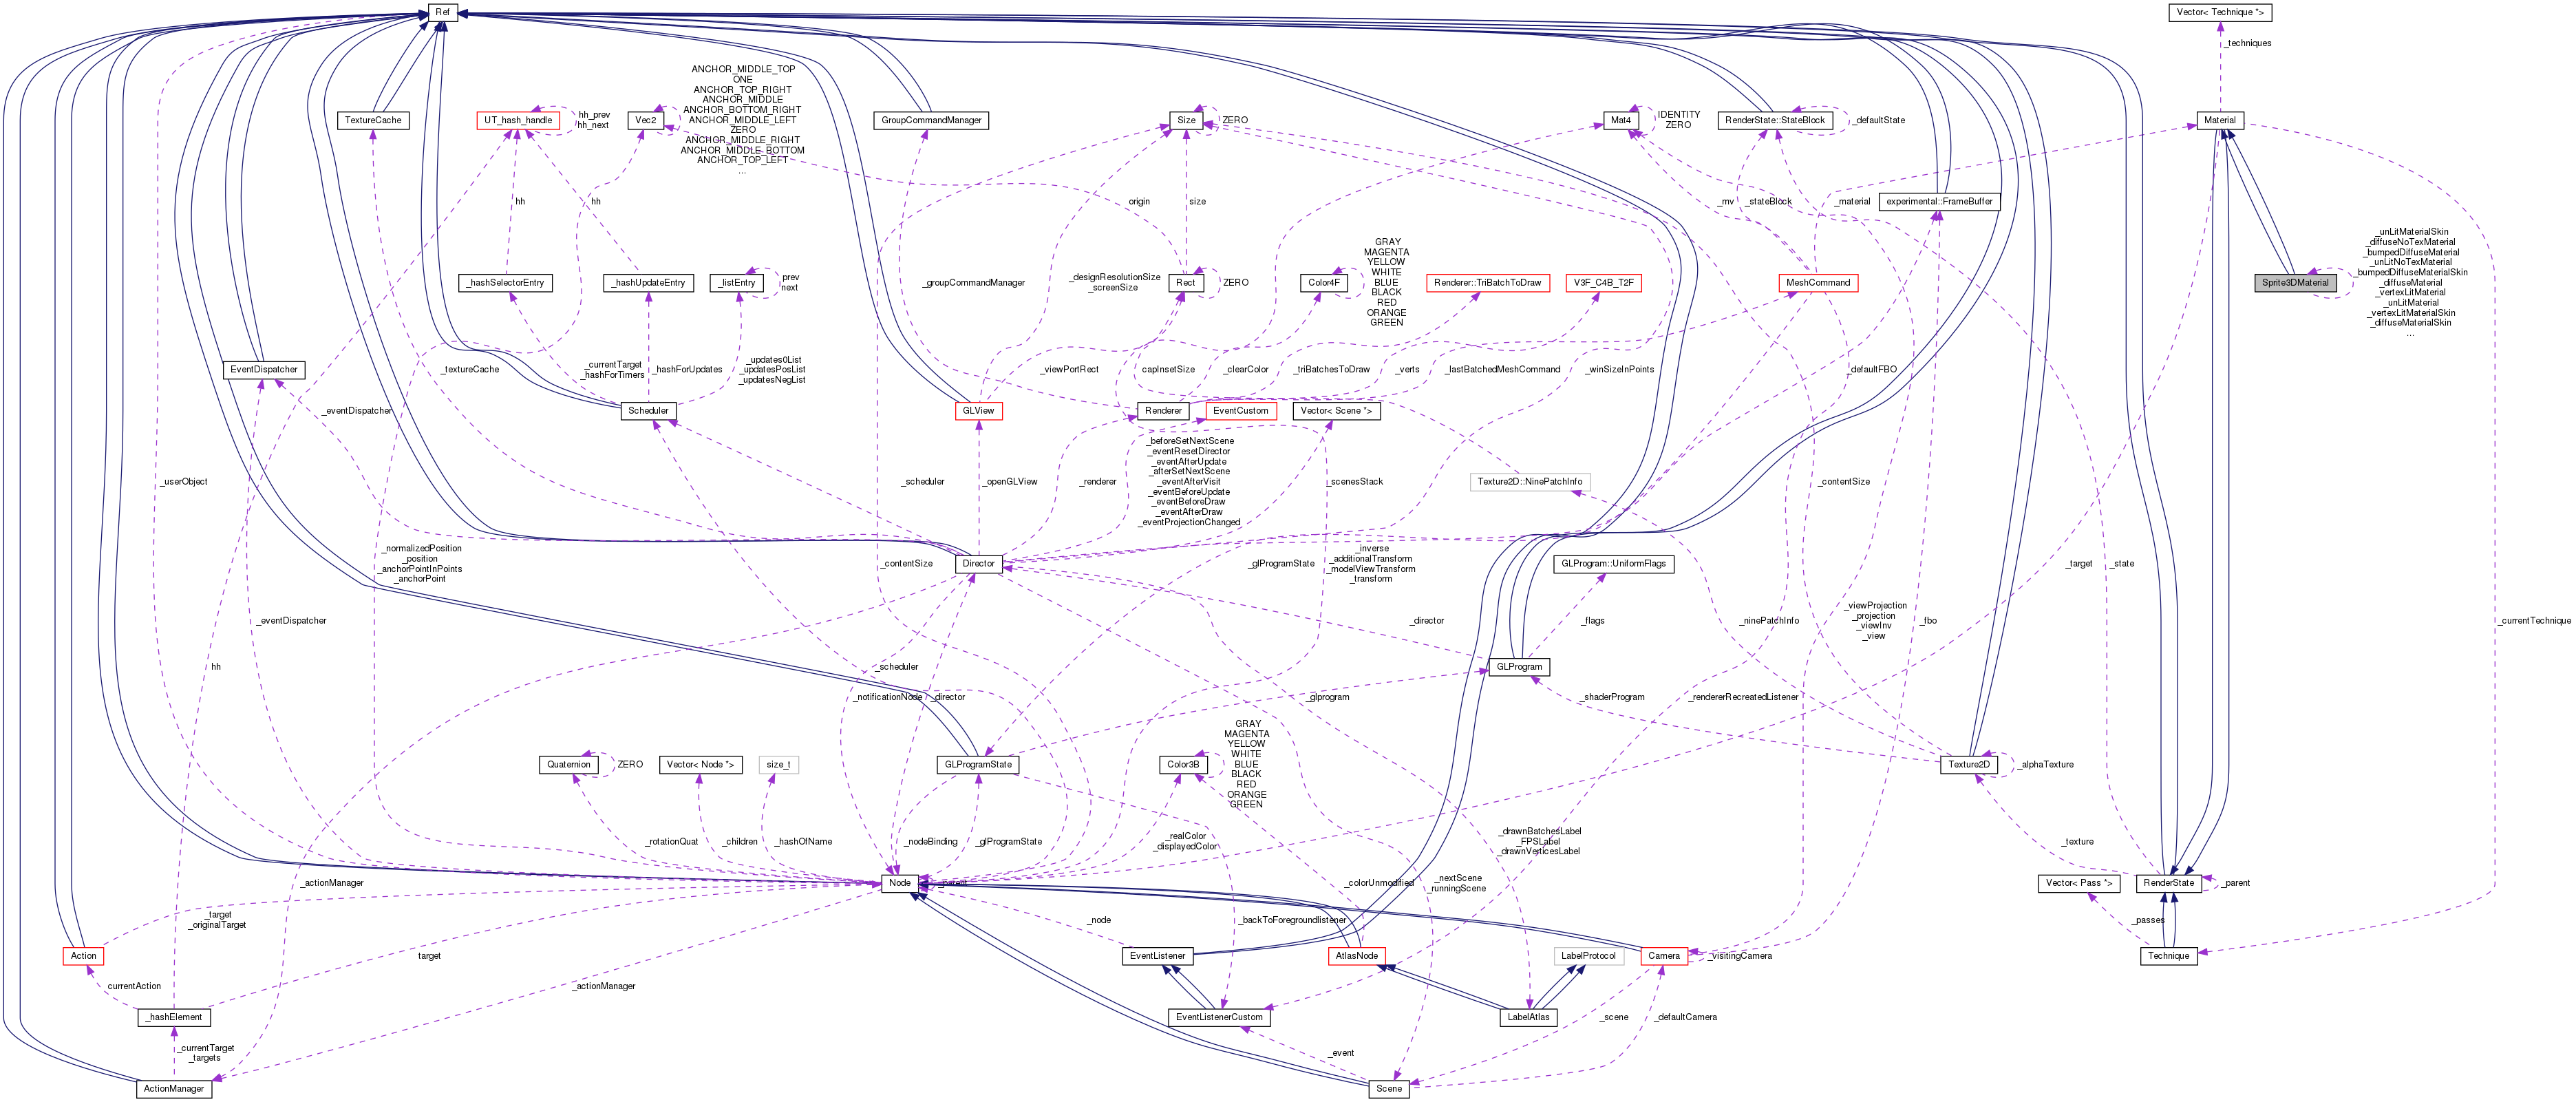 Ref
Vector< Technique *>
_techniques
ANCHOR_MIDDLE_TOP
ONE
ANCHOR_TOP_RIGHT
ANCHOR_MIDDLE
ANCHOR_BOTTOM_RIGHT
ANCHOR_MIDDLE_LEFT
ZERO
ANCHOR_MIDDLE_RIGHT
ANCHOR_MIDDLE_BOTTOM
ANCHOR_TOP_LEFT
...
TextureCache
UT_hash_handle
hh_prev
hh_next
Vec2
GroupCommandManager
Size
ZERO
Mat4
IDENTITY
ZERO
RenderState::StateBlock
_defaultState
Material
hh
hh
origin
size
_mv
_stateBlock
_material
experimental::FrameBuffer
_unLitMaterialSkin
_diffuseNoTexMaterial
_bumpedDiffuseMaterial
_unLitNoTexMaterial
_bumpedDiffuseMaterialSkin
_diffuseMaterial
_vertexLitMaterial
_unLitMaterial
_vertexLitMaterialSkin
_diffuseMaterialSkin
...
GRAY
MAGENTA
YELLOW
WHITE
BLUE
BLACK
RED
ORANGE
GREEN
_hashSelectorEntry
_hashUpdateEntry
_listEntry
prev
next
_groupCommandManager
_designResolutionSize
_screenSize
Rect
ZERO
Color4F
Renderer::TriBatchToDraw
V3F_C4B_T2F
MeshCommand
Sprite3DMaterial
EventDispatcher
_textureCache
_currentTarget
_hashForTimers
_hashForUpdates
_updates0List
_updatesPosList
_updatesNegList
_viewPortRect
capInsetSize
_clearColor
_triBatchesToDraw
_verts
_lastBatchedMeshCommand
_winSizeInPoints
_defaultFBO
_eventDispatcher
Scheduler
GLView
Renderer
EventCustom
Vector< Scene *>
_userObject
_scheduler
_openGLView
_renderer
_beforeSetNextScene
_eventResetDirector
_eventAfterUpdate
_afterSetNextScene
_eventAfterVisit
_eventBeforeUpdate
_eventBeforeDraw
_eventAfterDraw
_eventProjectionChanged
_scenesStack
Texture2D::NinePatchInfo
_contentSize
_normalizedPosition
_position
_anchorPointInPoints
_anchorPoint
_contentSize
Director
_glProgramState
_inverse
_additionalTransform
_modelViewTransform
_transform
GLProgram::UniformFlags
_target
_state
_eventDispatcher
_director
_flags
_ninePatchInfo
_viewProjection
_projection
_viewInv
_view
_fbo
_currentTechnique
hh
_scheduler
_notificationNode
_director
_glprogram
GLProgram
_shaderProgram
_rendererRecreatedListener
GRAY
MAGENTA
YELLOW
WHITE
BLUE
BLACK
RED
ORANGE
GREEN
Quaternion
ZERO
Vector< Node *>
size_t
GLProgramState
Color3B
Texture2D
_alphaTexture
_rotationQuat
_children
_hashOfName
_nodeBinding
_glProgramState
_realColor
_displayedColor
_drawnBatchesLabel
_FPSLabel
_drawnVerticesLabel
_texture
_actionManager
Node
_parent
_colorUnmodified
_nextScene
_runningScene
Vector< Pass *>
RenderState
_parent
_target
_originalTarget
_node
_backToForegroundlistener
_passes
Action
target
EventListener
AtlasNode
LabelProtocol
Camera
_visitingCamera
Technique
currentAction
_actionManager
_hashElement
EventListenerCustom
LabelAtlas
_scene
_defaultCamera
_currentTarget
_targets
_event
ActionManager
Scene